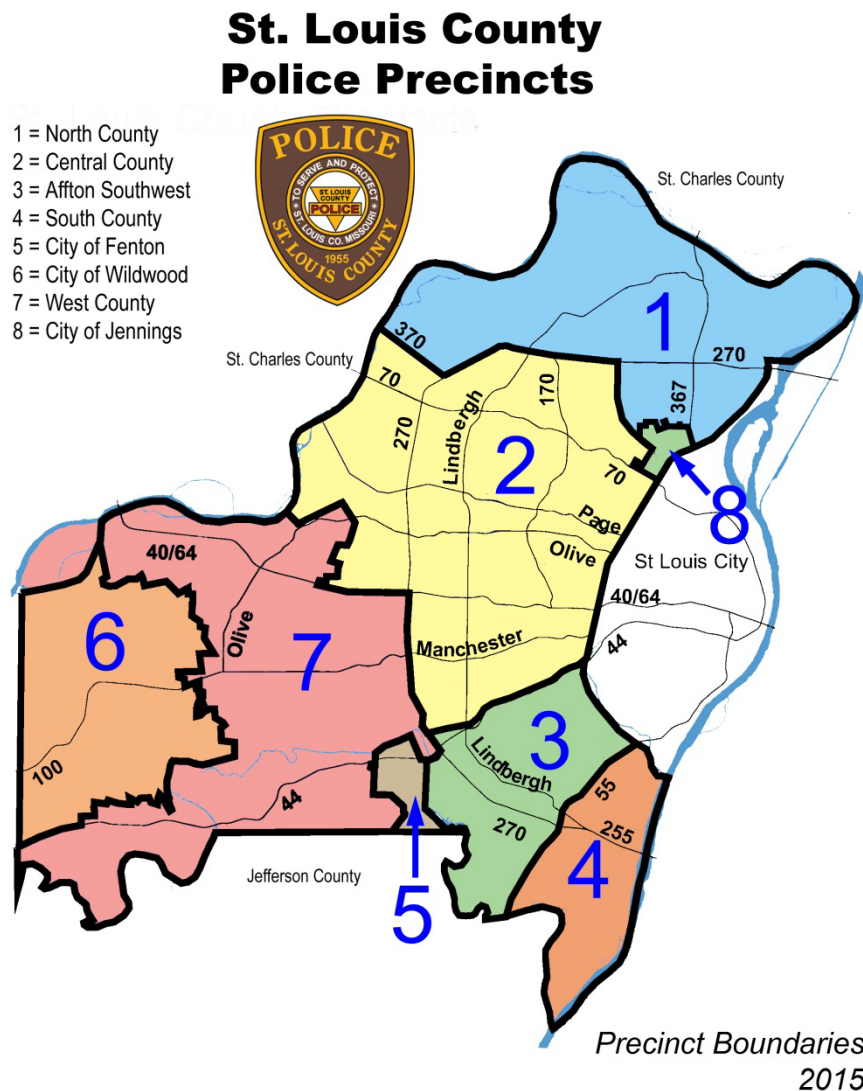 St. Louis County
Police Precincts
St. Louis County Precincts
1 = North County
2 = Central County
3 = Affton Southwest
4 = South County
5 = City of Fenton
6 = City of Wildwood
7 = West County
8 = City of Jennings
POLICE
TO SERVE AND PROTECT
ST. LOUIS
COUNTY
POLICE
ST. LOUIS CO. MISSOURI
1955
ST. LOUIS COUNTY
St. Charles County
1
370
270
St. Charles County
70
367
170
Lindbergh
270
2
70
8
Page
Olive
St Louis City
40/64
40/64
6
Olive
7
Manchester
44
3
Lindbergh
100
55
44
270
255
4
Jefferson County
5
Precinct Boundaries
2015